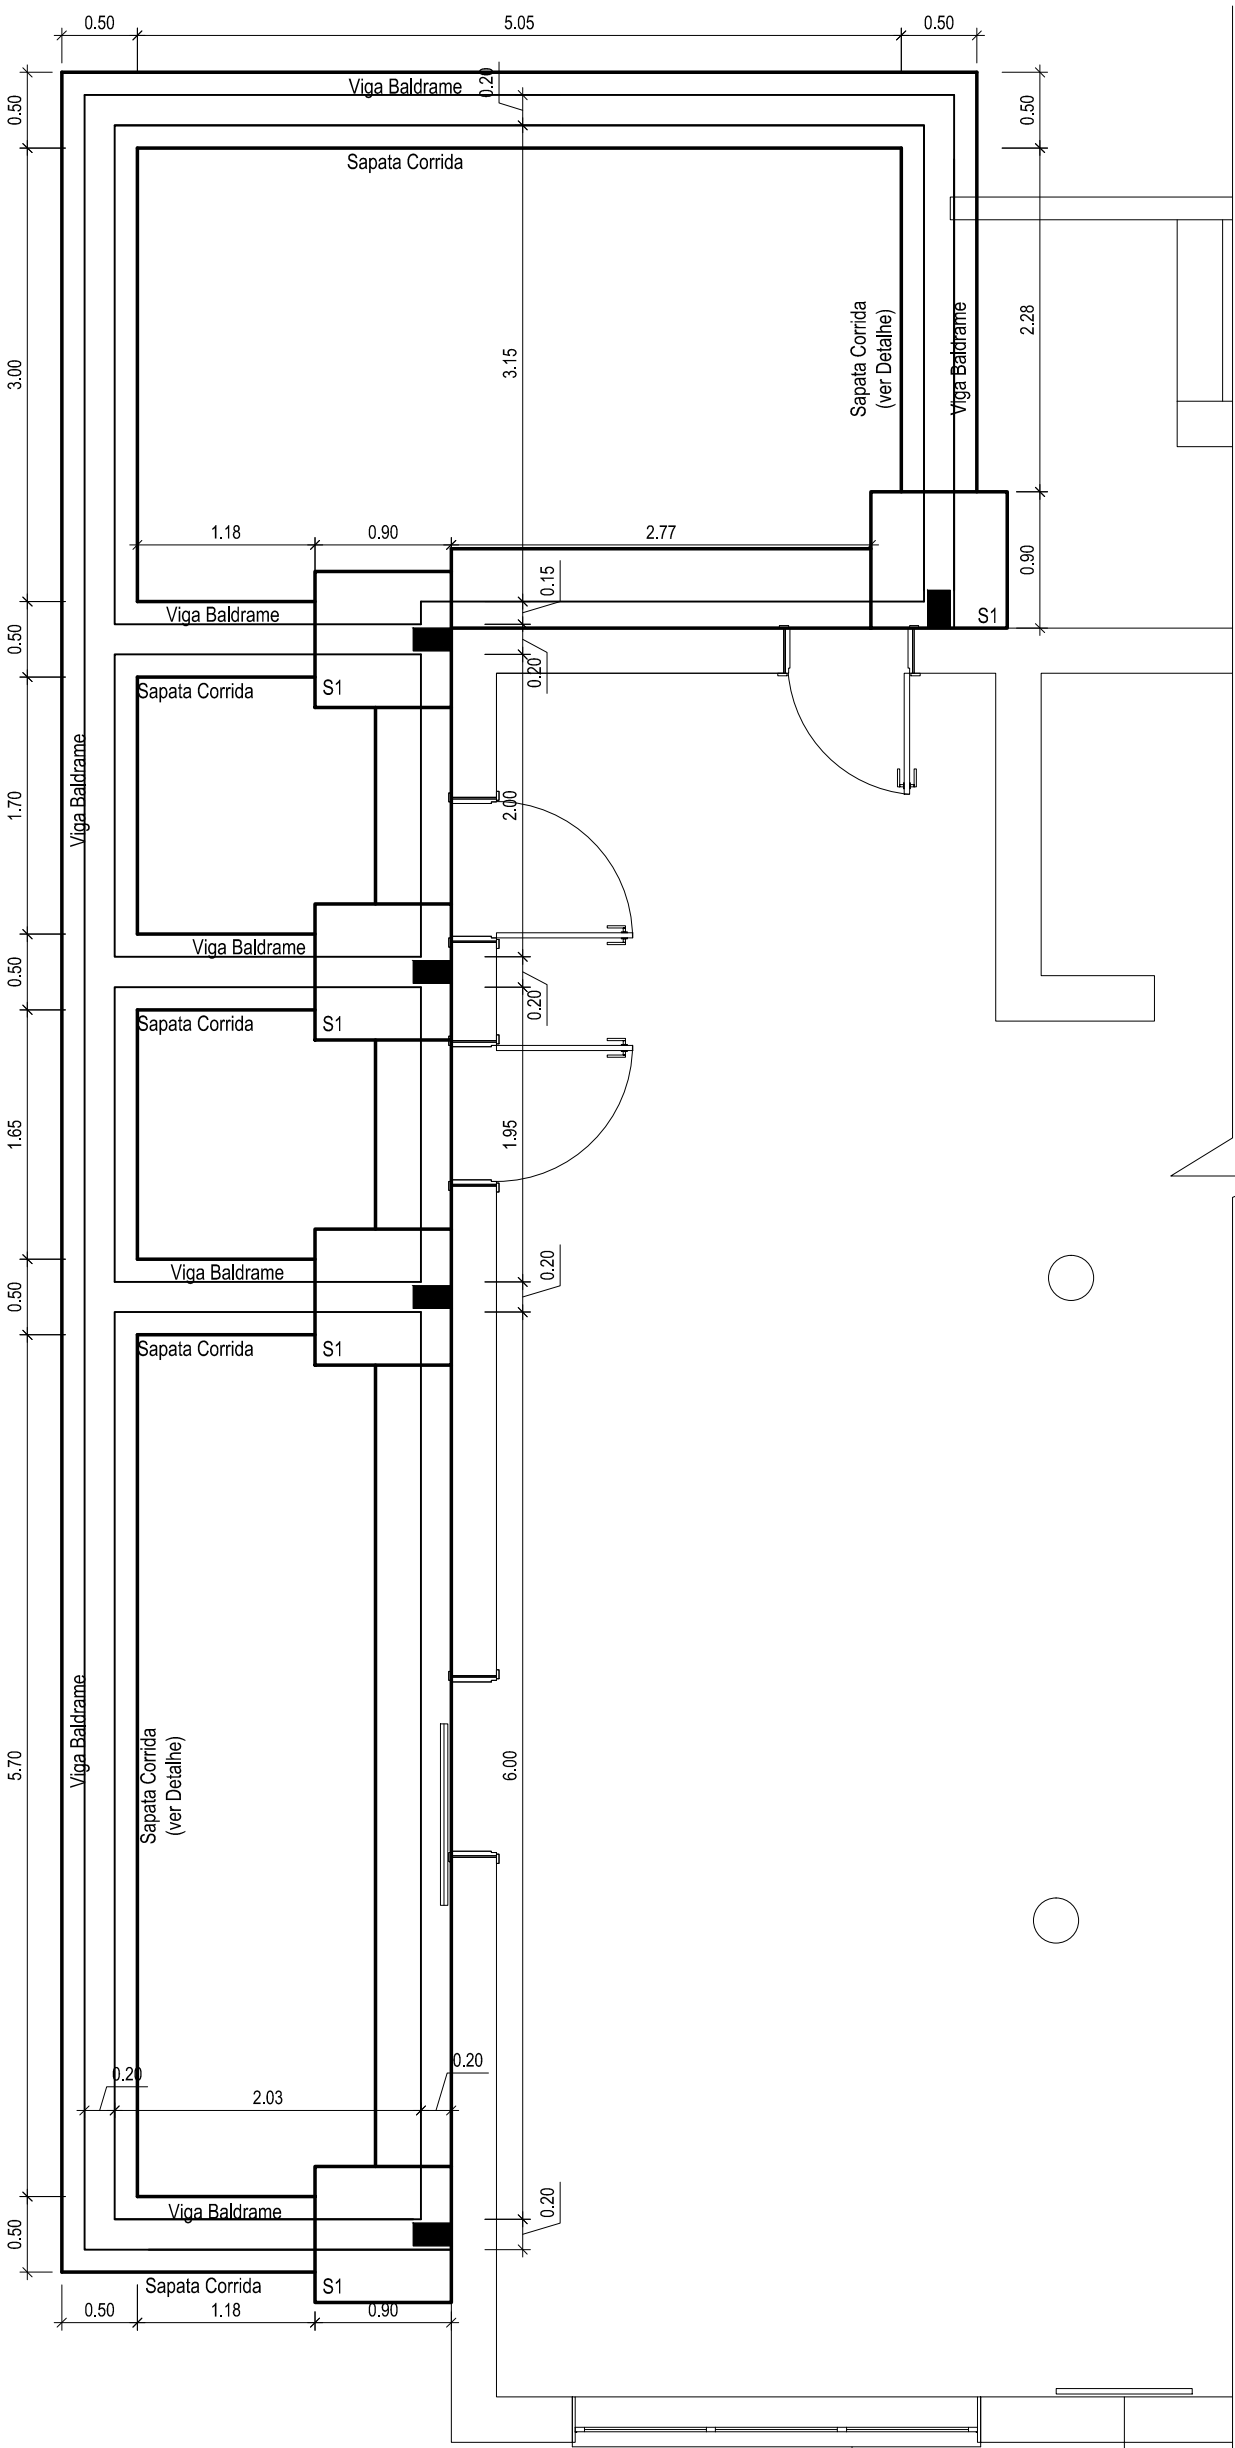 0.50
5.05
0.50
Viga Baldrame
0.20
0.50
0.50
Sapata Corrida
3.00
3.15
Sapata Corrida
(ver Detalhe)
Viga Baldrame
2.28
1.18
0.90
2.77
0.15
0.90
Viga Baldrame
S1
0.50
0.20
Sapata Corrida
S1
Viga Baldrame
1.70
2.00
Viga Baldrame
0.50
0.20
Sapata Corrida
S1
1.65
1.95
Viga Baldrame
0.20
0.50
Sapata Corrida
S1
Viga Baldrame
5.70
Sapata Corrida
(ver Detalhe)
6.00
0.20
0.20
2.03
Viga Baldrame
0.20
0.50
Sapata Corrida
S1
0.50
1.18
0.90